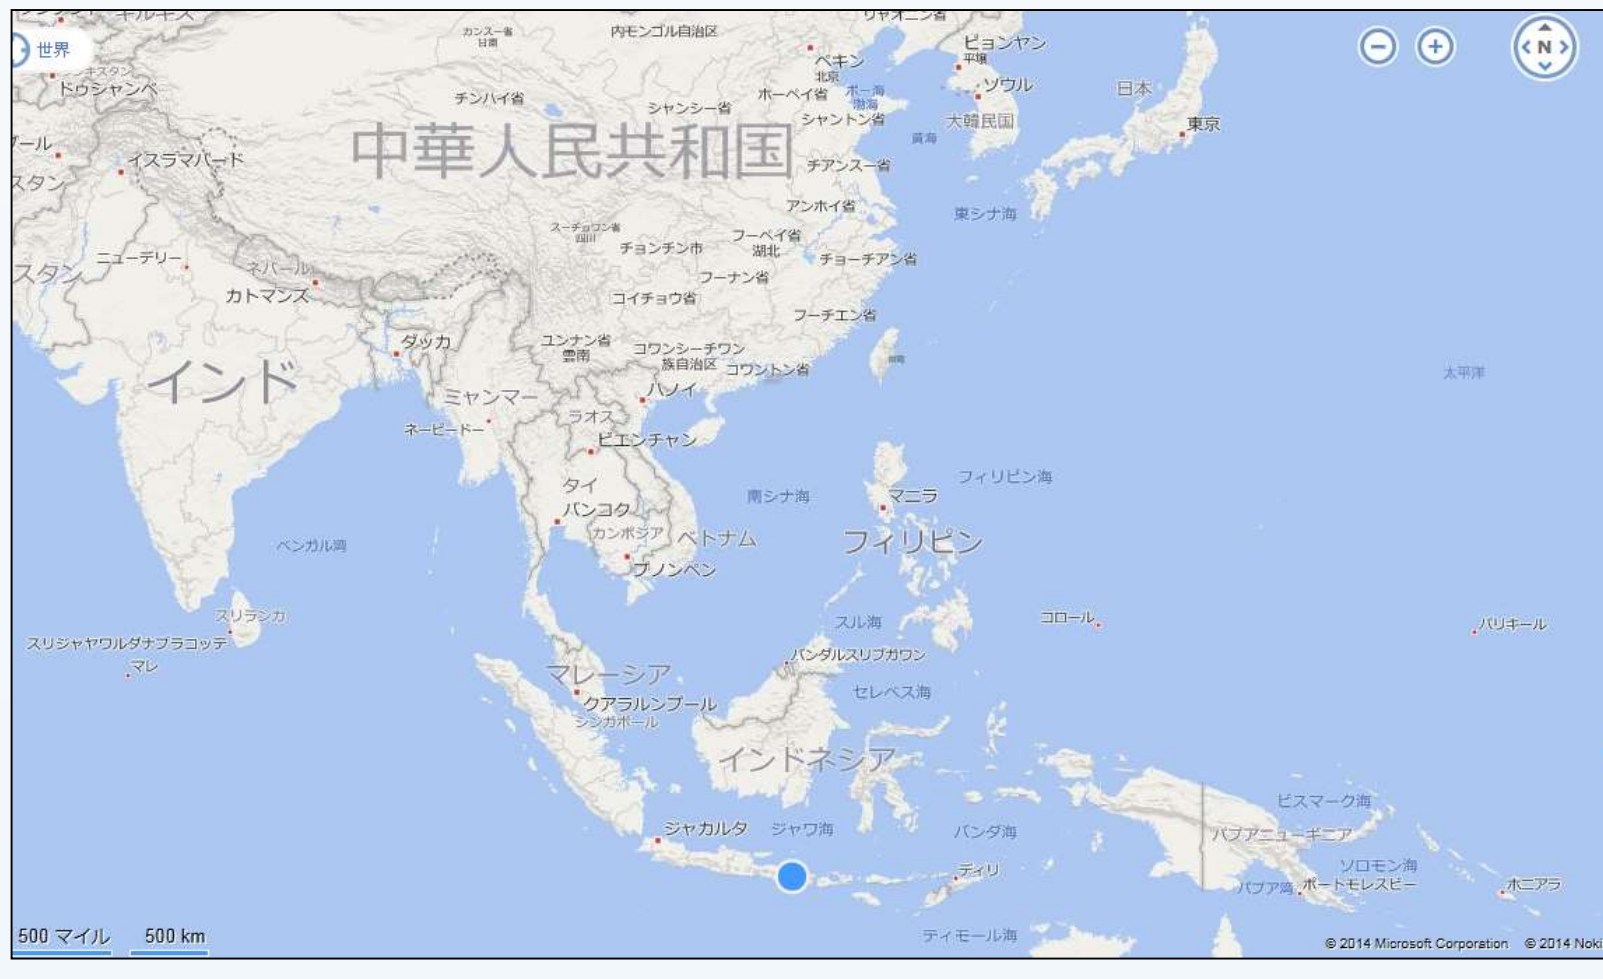 リャオニン省
カンスー省
甘粛
内モンゴル自治区
世界
ピョンヤン
平壌
ペキン
北京
ソウル
日本
ドゥシャンベ
チンハイ省
シャンシー省
ホーペイ省
ボー海
渤海
シャントン省
大韓民国
東京
黄海
中華人民共和国
イスラマバード
チアンスー省
スタン
アンホイ省
東シナ海
スーチョワン省
四川
チョンチン市
フーペイ省
湖北
チョーチアン省
ニューデリー
ネパール
スタン
フーナン省
カトマンズ
コイチョウ省
フーチエン省
ダッカ
ユンナン省
雲南
コワンシーチワン
族自治区
コワントン省
インド
ハノイ
太平洋
ミャンマー
ラオス
ネーピードー
ビエンチャン
タイ
バンコク
南シナ海
マニラ
フィリピン海
カンボジア
ベトナム
フィリピン
ベンガル湾
プノンペン
スリランカ
スリジャヤワルダナプラコッテ
マレ
スル海
コロール
パリキール
バンダルスリブガワン
マレーシア
クアラルンプール
シンガポール
セレベス海
インドネシア
ジャカルタ
ジャワ海
バンダ海
ビスマーク海
パプアニューギニア
ディリ
ソロモン海
パプア湾
ポートモレスビー
ホニアラ
ティモール海
500 マイル
500 km
N
© 2014 Microsoft Corporation
© 2014 Noki